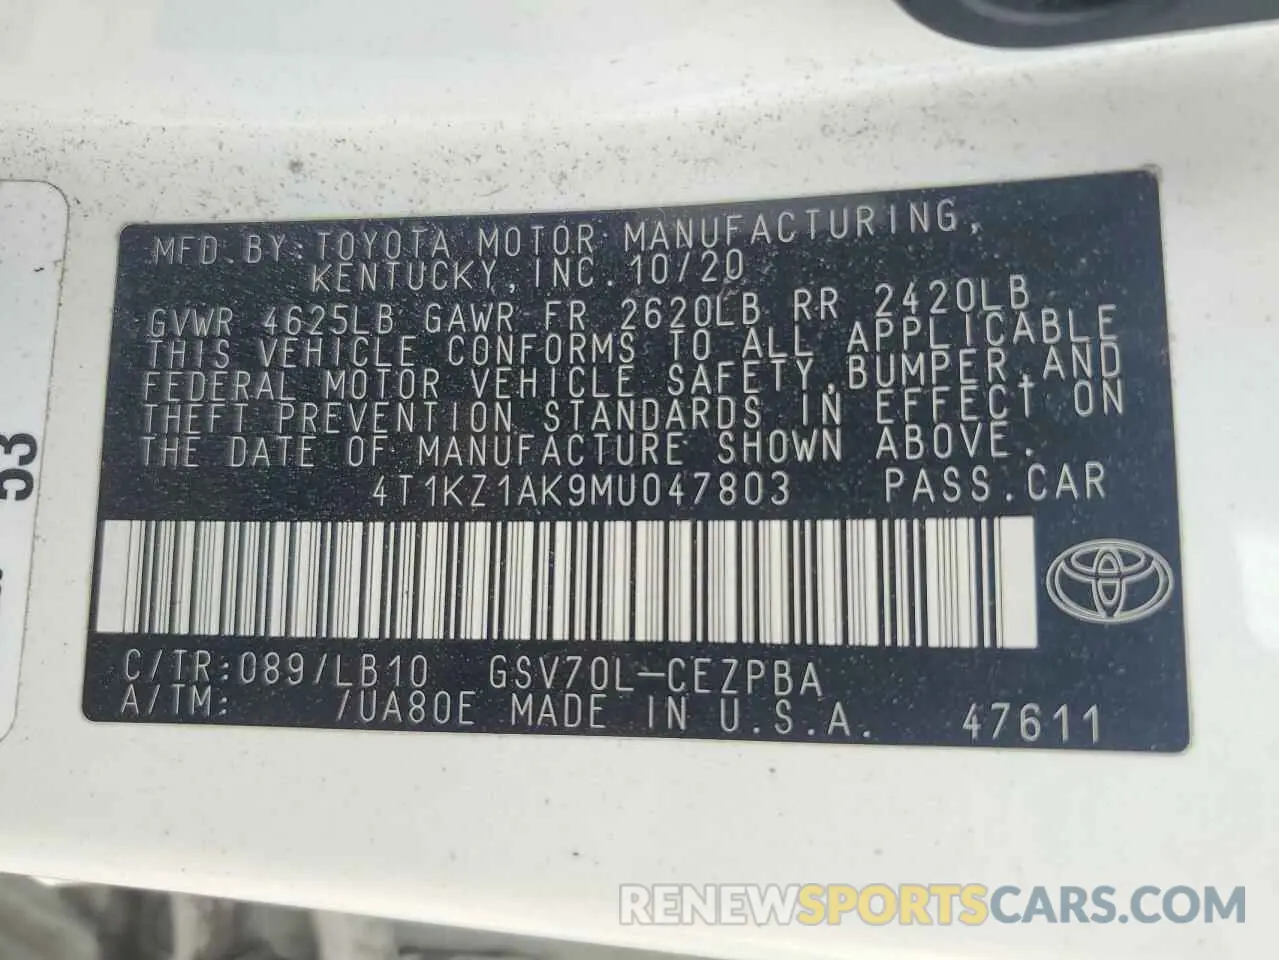 MFD.BY:TOYOTA MOTOR MANUFACTURING,
KENTUCKY,INC.10/20
GVWR 4625LB GAWR FR 2620LB RR 2420LB
THIS VEHICLE CONFORMS TO ALL APPLICABLE
FEDERAL MOTOR VEHICLE SAFETY,BUMPER,AND
THEFT PREVENTION STANDARDS IN EFFECT ON
THE DATE OF MANUFACTURE SHOWN ABOVE.
4T1KZ1AK9MU047803 PASS.CAR
C/TR:089/LB10 GSV70L-CEZPBA
A/TM: /UA80E MADE IN U.S.A. 47611
53
RENEWSPORTSCARS.COM